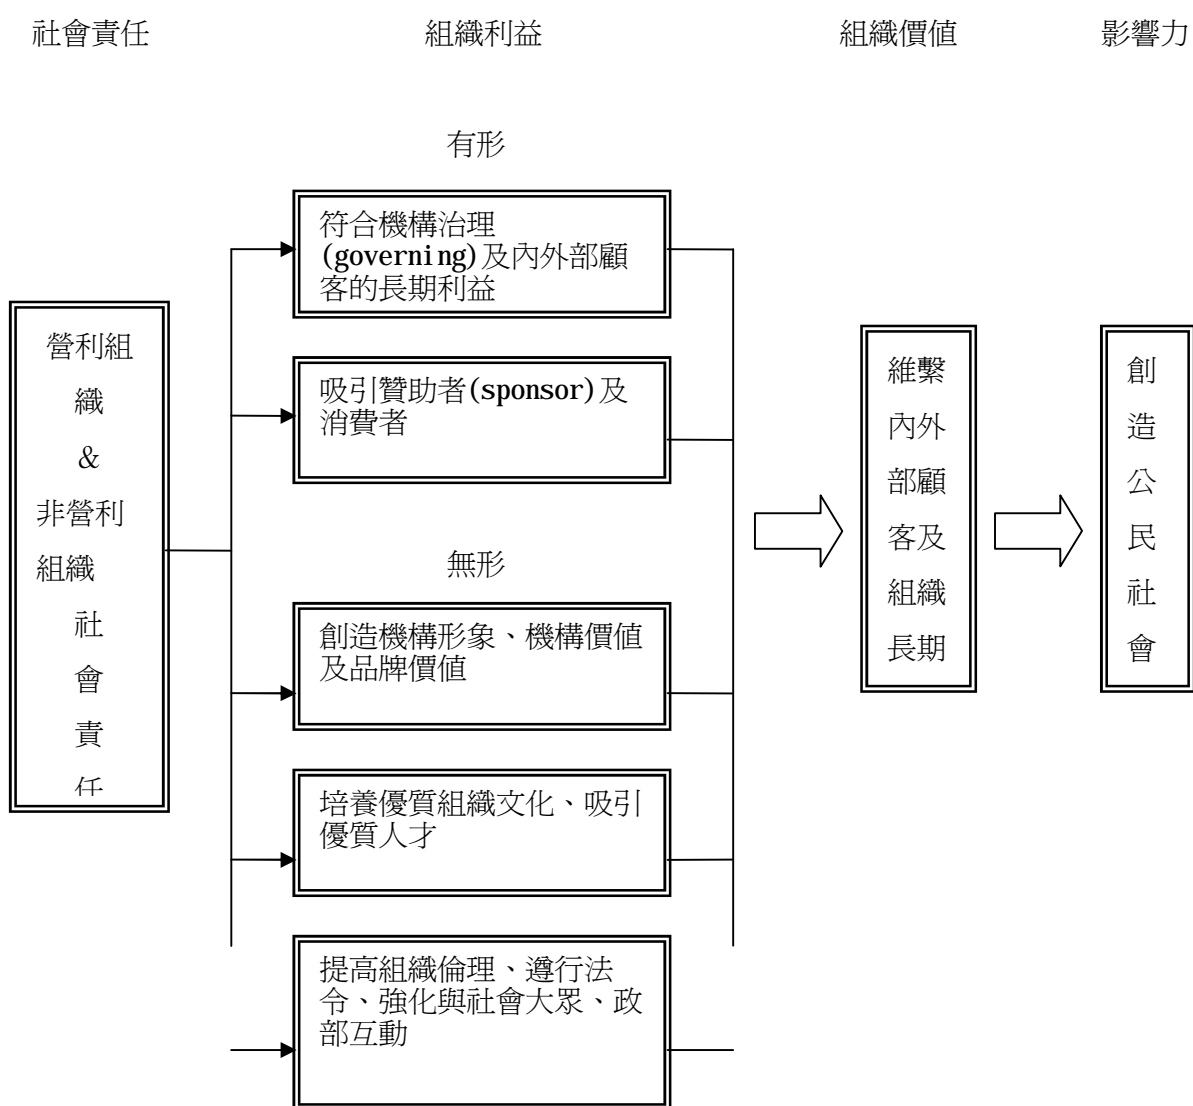 社會責任
組織利益
組織價值
影響力
有形
符合機構治理
(governing)及內外部顧
客的長期利益
營利組
織
&
非營利
組織
社
會
責
任
吸引贊助者(sponsor)及
消費者
無形
創造機構形象、機構價值
及品牌價值
培養優質組織文化、吸引
優質人才
提高組織倫理、遵行法
令、強化與社會大眾、政
部互動
維繫
內外
部顧
客及
組織
長期
創
造
公
民
社
會